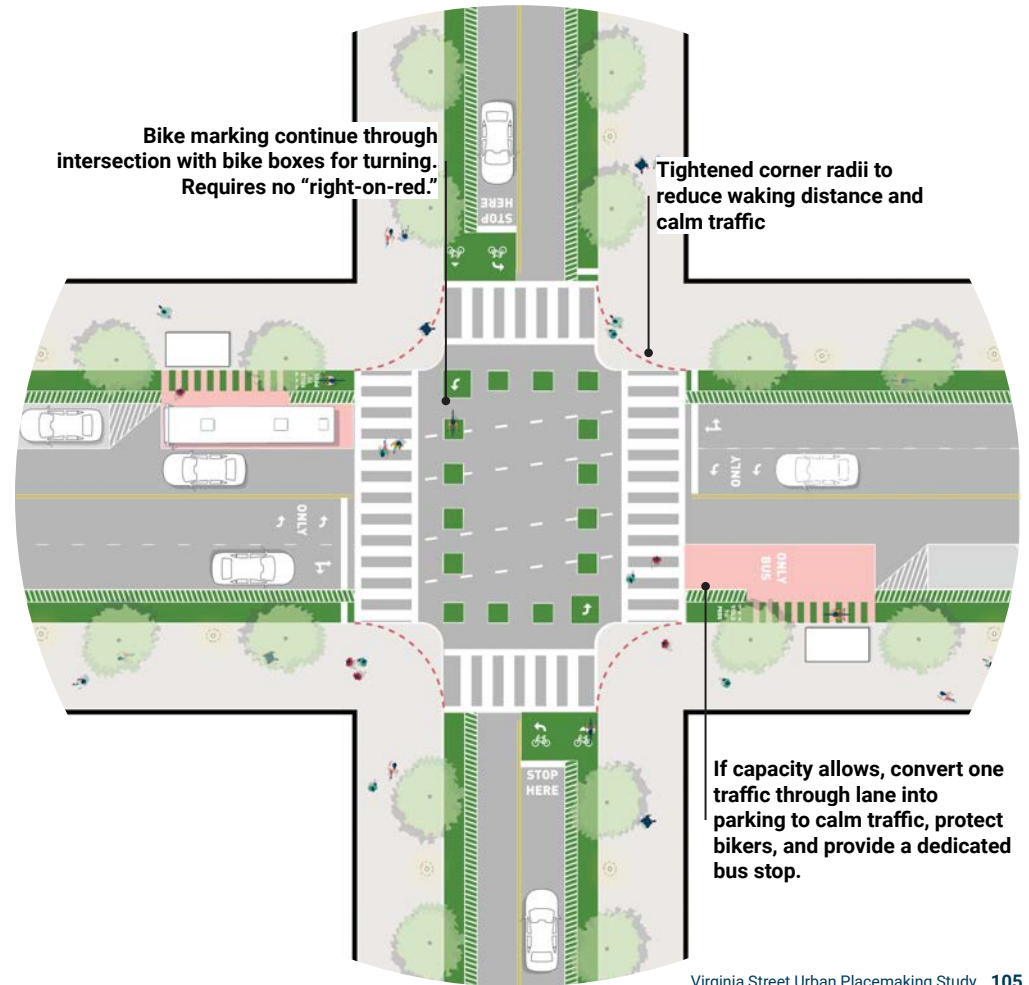 Bike marking continue through
intersection with bike boxes for turning.
Requires no “right-on-red.”
Tightened corner radii to
reduce waking distance and
calm traffic
STOP
HERE
ONLY
ONLY
ONLY
BUS
STOP
HERE
If capacity allows, convert one
traffic through lane into
parking to calm traffic, protect
bikers, and provide a dedicated
bus stop.
Virginia Street Urban Placemaking Study 105